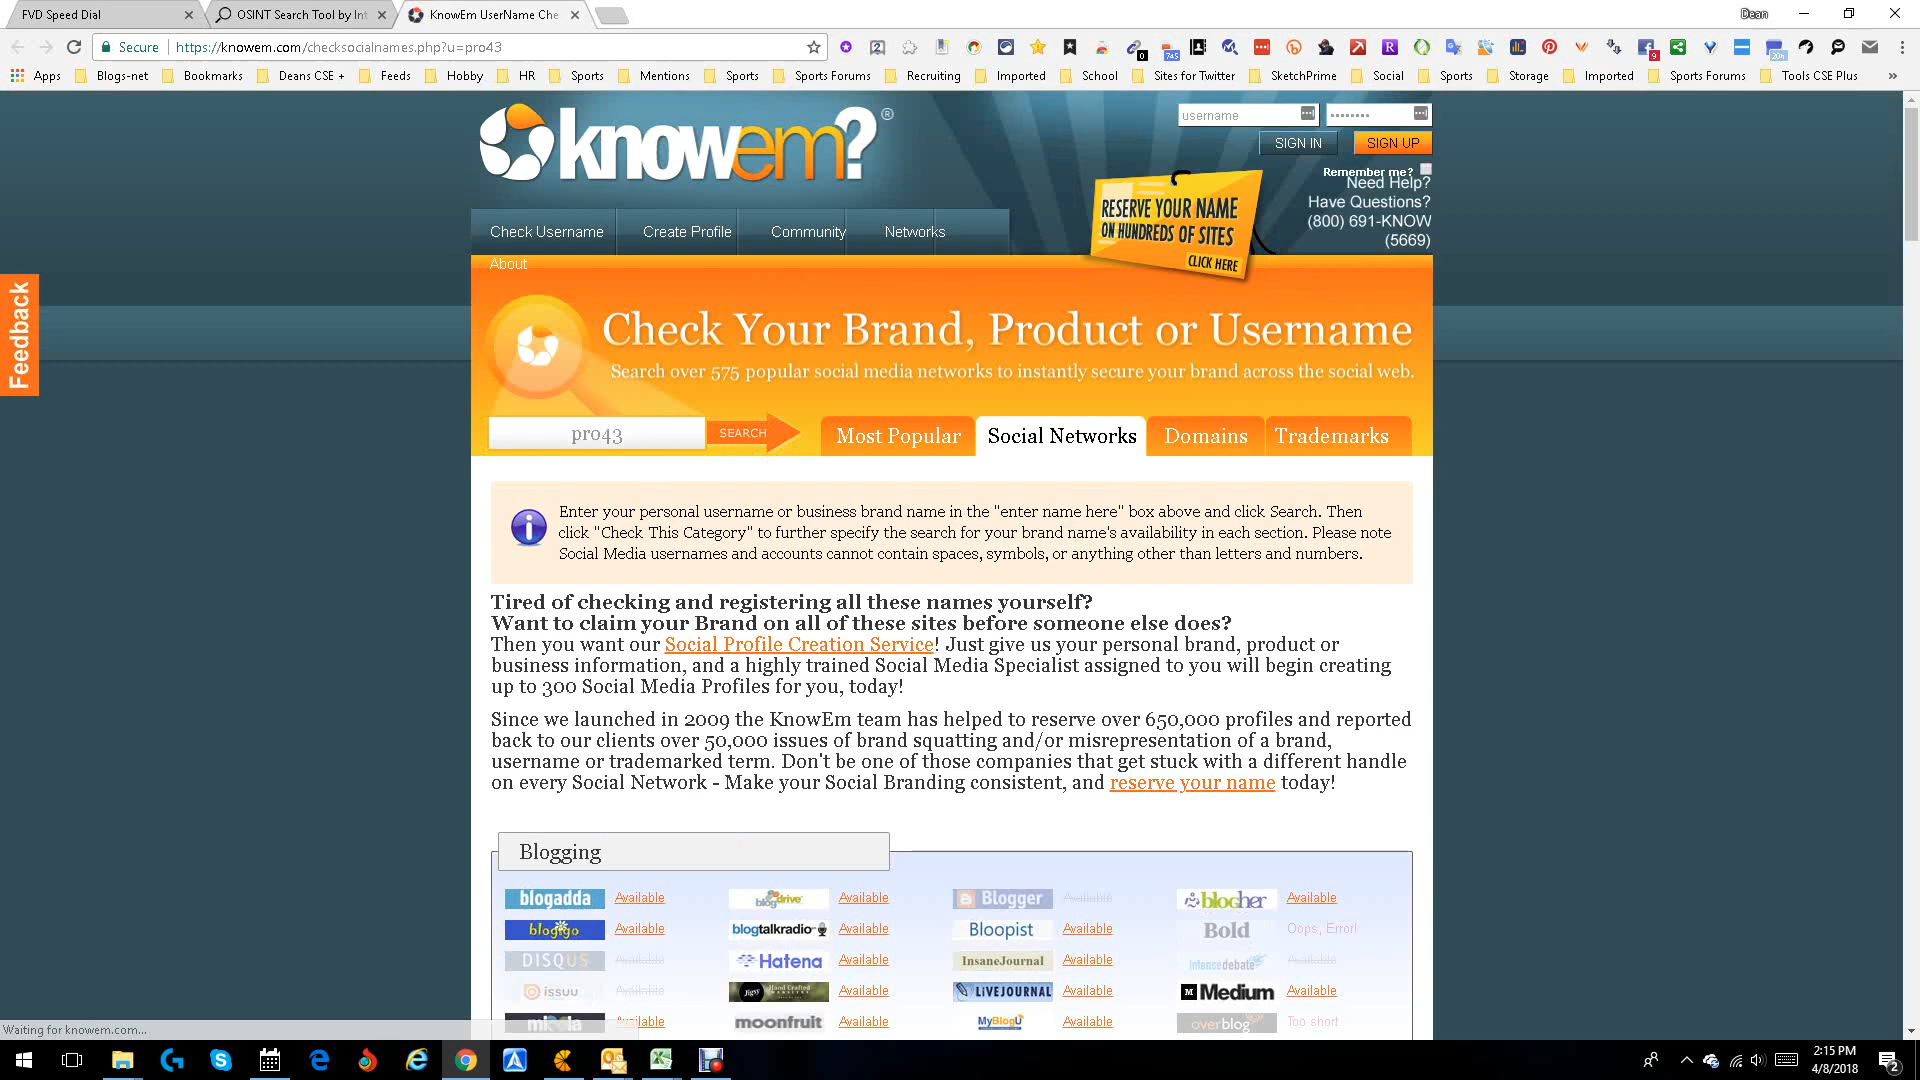 FVD Speed Dial
OSINT Search Tool by Int
KnowEm UserName Che
Dean
Secure
https://knowem.com/checksocialnames.php?u=pro43
Apps
Blogs-net
Bookmarks
Deans CSE +
Feeds
Hobby
HR
Sports
Mentions
Sports
Sports Forums
Recruiting
Imported
School
Sites for Twitter
SketchPrime
Social
Sports
Storage
Imported
Sports Forums
Tools CSE Plus
»
knowem?®
username
SIGN IN
SIGN UP
Remember me?
Need Help?
Have Questions?
(800) 691-KNOW
(5669)
RESERVE YOUR NAME
ON HUNDREDS OF SITES
CLICK HERE
Check Username
Create Profile
Community
Networks
About
Feedback
Check Your Brand, Product or Username
Search over 575 popular social media networks to instantly secure your brand across the social web.
pro43
SEARCH
Most Popular
Social Networks
Domains
Trademarks
Enter your personal username or business brand name in the "enter name here" box above and click Search. Then
click "Check This Category" to further specify the search for your brand name's availability in each section. Please note
Social Media usernames and accounts cannot contain spaces, symbols, or anything other than letters and numbers.
Tired of checking and registering all these names yourself?
Want to claim your Brand on all of these sites before someone else does?
Then you want our Social Profile Creation Service! Just give us your personal brand, product or
business information, and a highly trained Social Media Specialist assigned to you will begin creating
up to 300 Social Media Profiles for you, today!
Since we launched in 2009 the KnowEm team has helped to reserve over 650,000 profiles and reported
back to our clients over 50,000 issues of brand squatting and/or misrepresentation of a brand,
username or trademarked term. Don't be one of those companies that get stuck with a different handle
on every Social Network - Make your Social Branding consistent, and reserve your name today!
Blogging
blogadda Available blogdrive Available Blogger Available blogher Available
blogigo Available blogtalkradio Available Bloopist Available Bold Oops, Error!
DISQUS Available Hatena Available InsaneJournal Available intensedebate Available
issuu Available Jigsy Available LIVEJOURNAL Available Medium Available
Available moonfruit Available MyBlogU Available overblog Too short
Waiting for knowem.com...
2:15 PM
4/8/2018